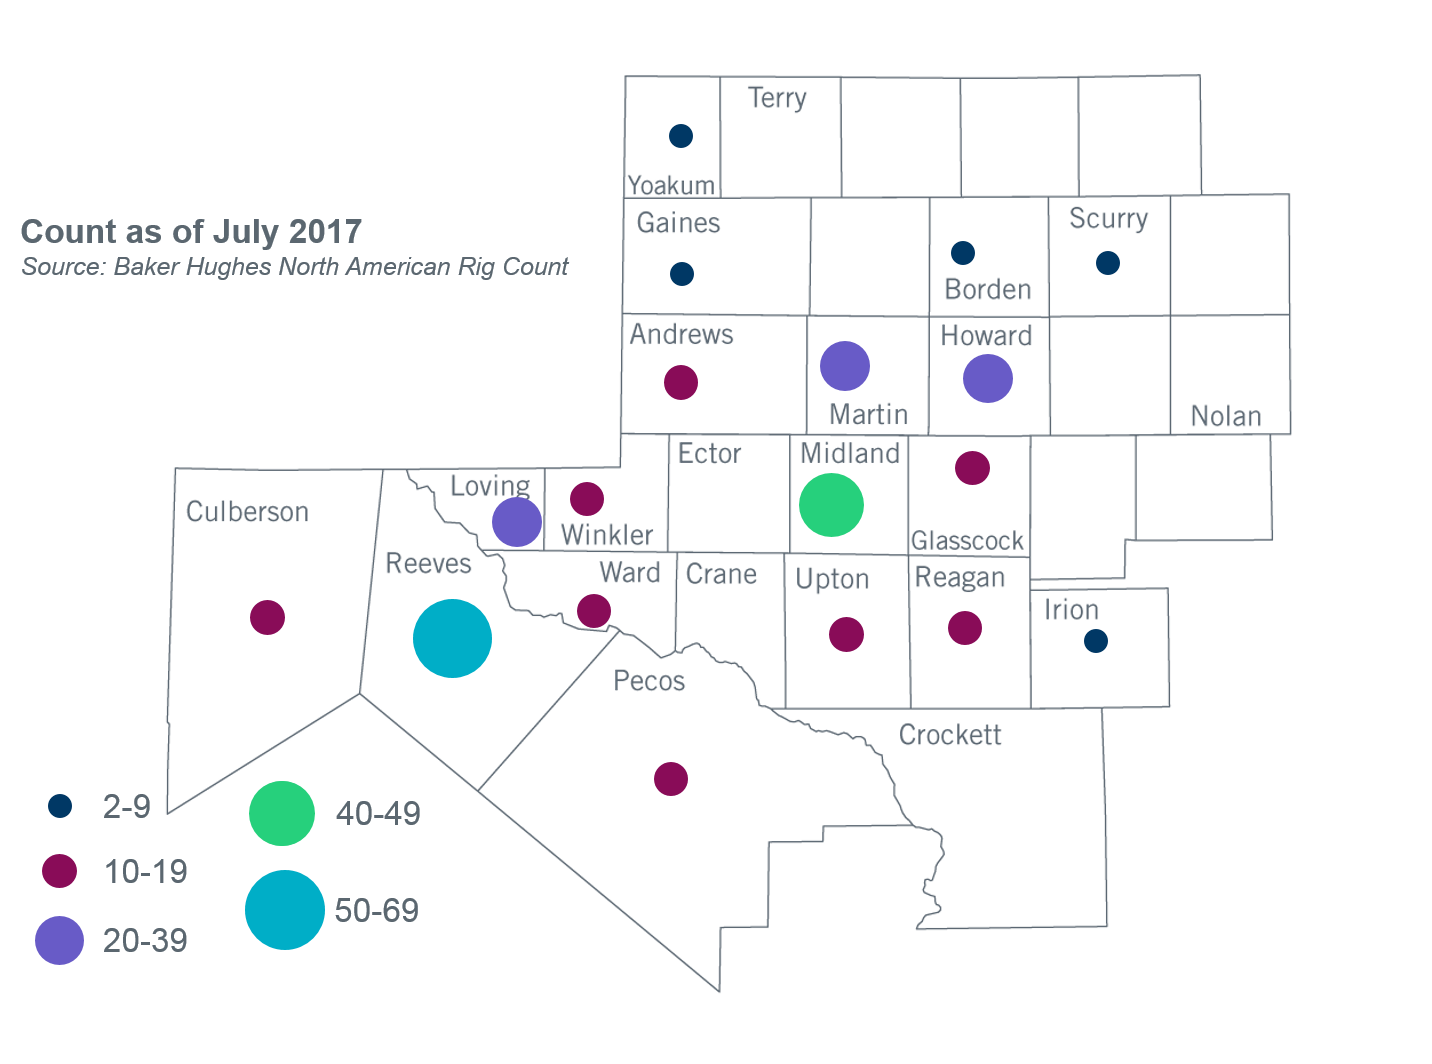 Terry
Yoakum
Count as of July 2017
Source: Baker Hughes North American Rig Count
Gaines
Scurry
Borden
Andrews
Howard
Martin
Nolan
Ector
Midland
Loving
Culberson
Winkler
Glasscock
Reeves
Ward
Crane
Upton
Reagan
Irion
Pecos
Crockett
2-9
40-49
10-19
50-69
20-39